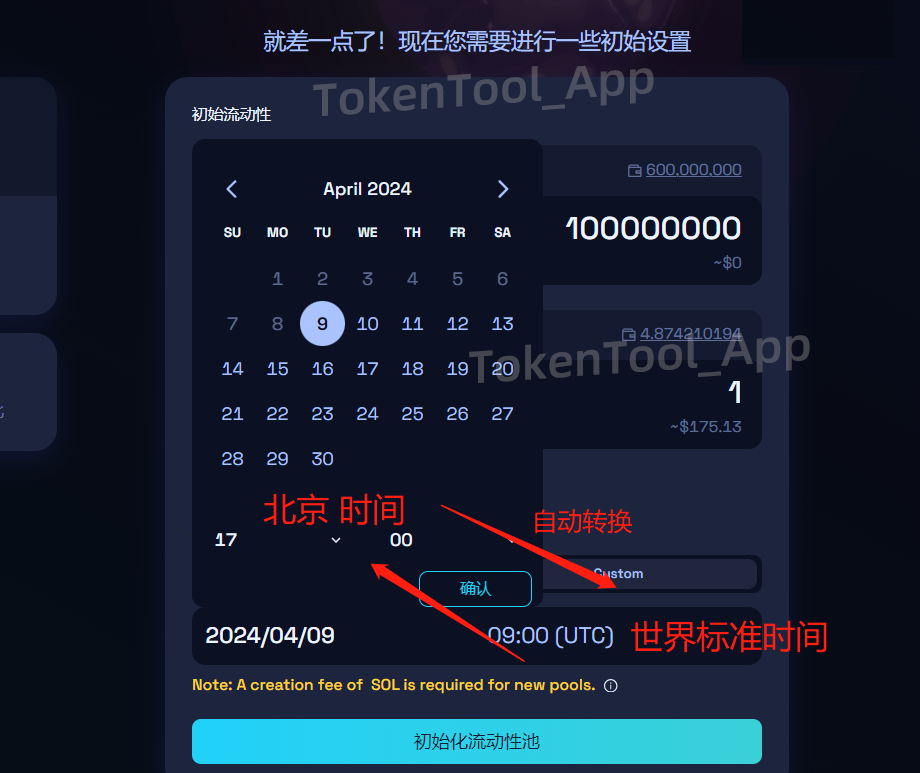 就差一点了！现在您需要进行一些初始设置
TokenTool_App
初始流动性
600,000,000
April 2024
SU MO TU WE TH FR SA
100000000
~$0
1 2 3 4 5 6
7 8 9 10 11 12 13
4.874210194
TokenTool_App
14 15 16 17 18 19 20
1
21 22 23 24 25 26 27
~$175.13
28 29 30
北京 时间
自动转换
17 00
Custom
确认
2024/04/09 09:00 (UTC) 世界标准时间
Note: A creation fee of SOL is required for new pools.
初始化流动性池